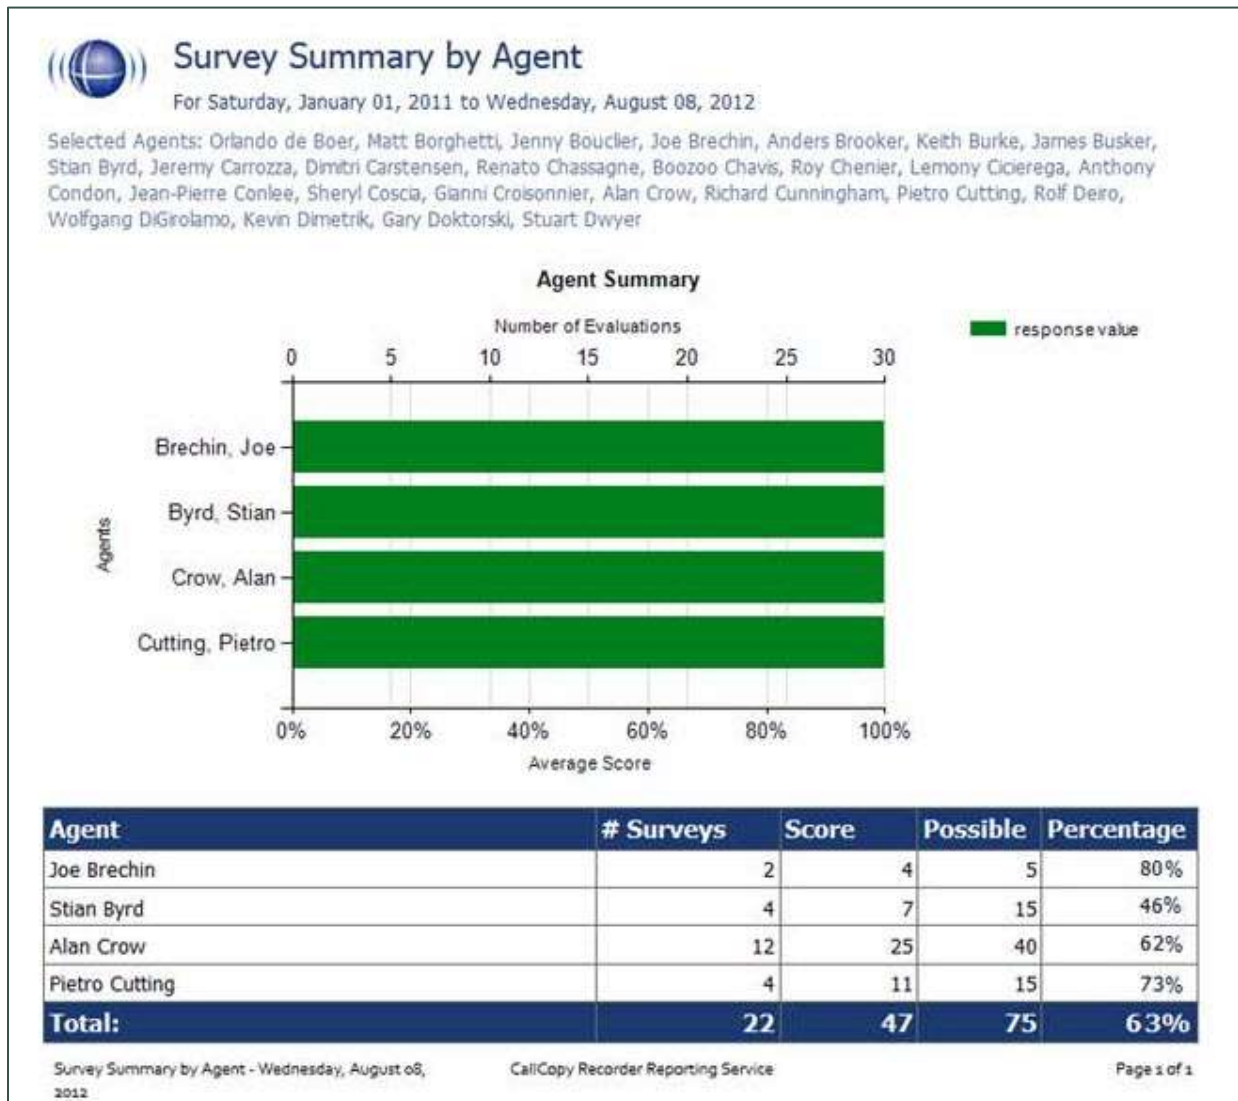 Survey Summary by Agent
For Saturday, January 01, 2011 to Wednesday, August 08, 2012
Selected Agents: Orlando de Boer, Matt Borghetti, Jenny Bouclier, Joe Brechin, Anders Brooker, Keith Burke, James Busker,
Stian Byrd, Jeremy Carrozza, Dimitri Carstensen, Renato Chassagne, Boozoo Chavis, Roy Chenier, Lemony Cicierega, Anthony
Condon, Jean-Pierre Conlee, Sheryl Coscia, Gianni Croisonnier, Alan Crow, Richard Cunningham, Pietro Cutting, Rolf Deiro,
Wolfgang DiGirolamo, Kevin Dimetrik, Gary Doktorski, Stuart Dwyer
Agent Summary
Number of Evaluations
response value
0 5 10 15 20 25 30
Brechin, Joe
Byrd, Stian
Agents
Crow, Alan
Cutting, Pietro
0% 20% 40% 60% 80% 100%
Average Score
Agent # Surveys Score Possible Percentage
Joe Brechin 2 4 5 80%
Stian Byrd 4 7 15 46%
Alan Crow 12 25 40 62%
Pietro Cutting 4 11 15 73%
Total: 22 47 75 63%
Survey Summary by Agent - Wednesday, August 08, CallCopy Recorder Reporting Service Page 1 of 1
2012